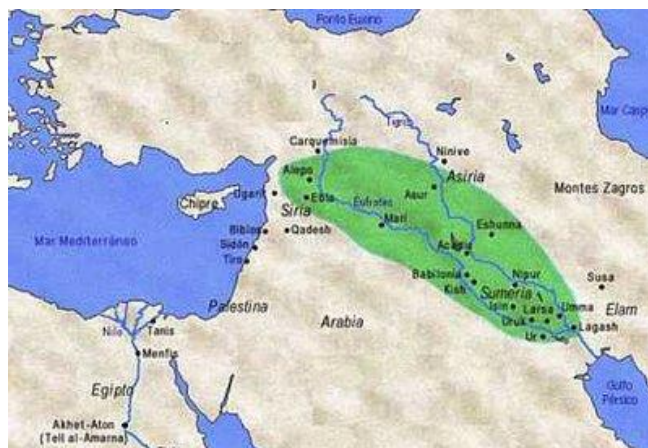 Ponto Euxino
Mar Caspio
Tigris
Carquemisia
Ninive
Asiria
Alepo
Asur
Montes Zagros
Ugarit
Ebla
Siria
Eufrates
Chipre
Mari
Eshunna
Biblos
Qadesh
Mar Mediterráneo
Sidón
Acadia
Tiro
Babilonia
Nipur
Susa
Kish
Sumeria
Palestina
Isin
Larsa
Umma
Elam
Arabia
Uruk
Lagash
Nilo
Tanis
Ur
Menfis
Golfo
Pérsico
Egipto
Akhet-Aton
(Tell al-Amarna)